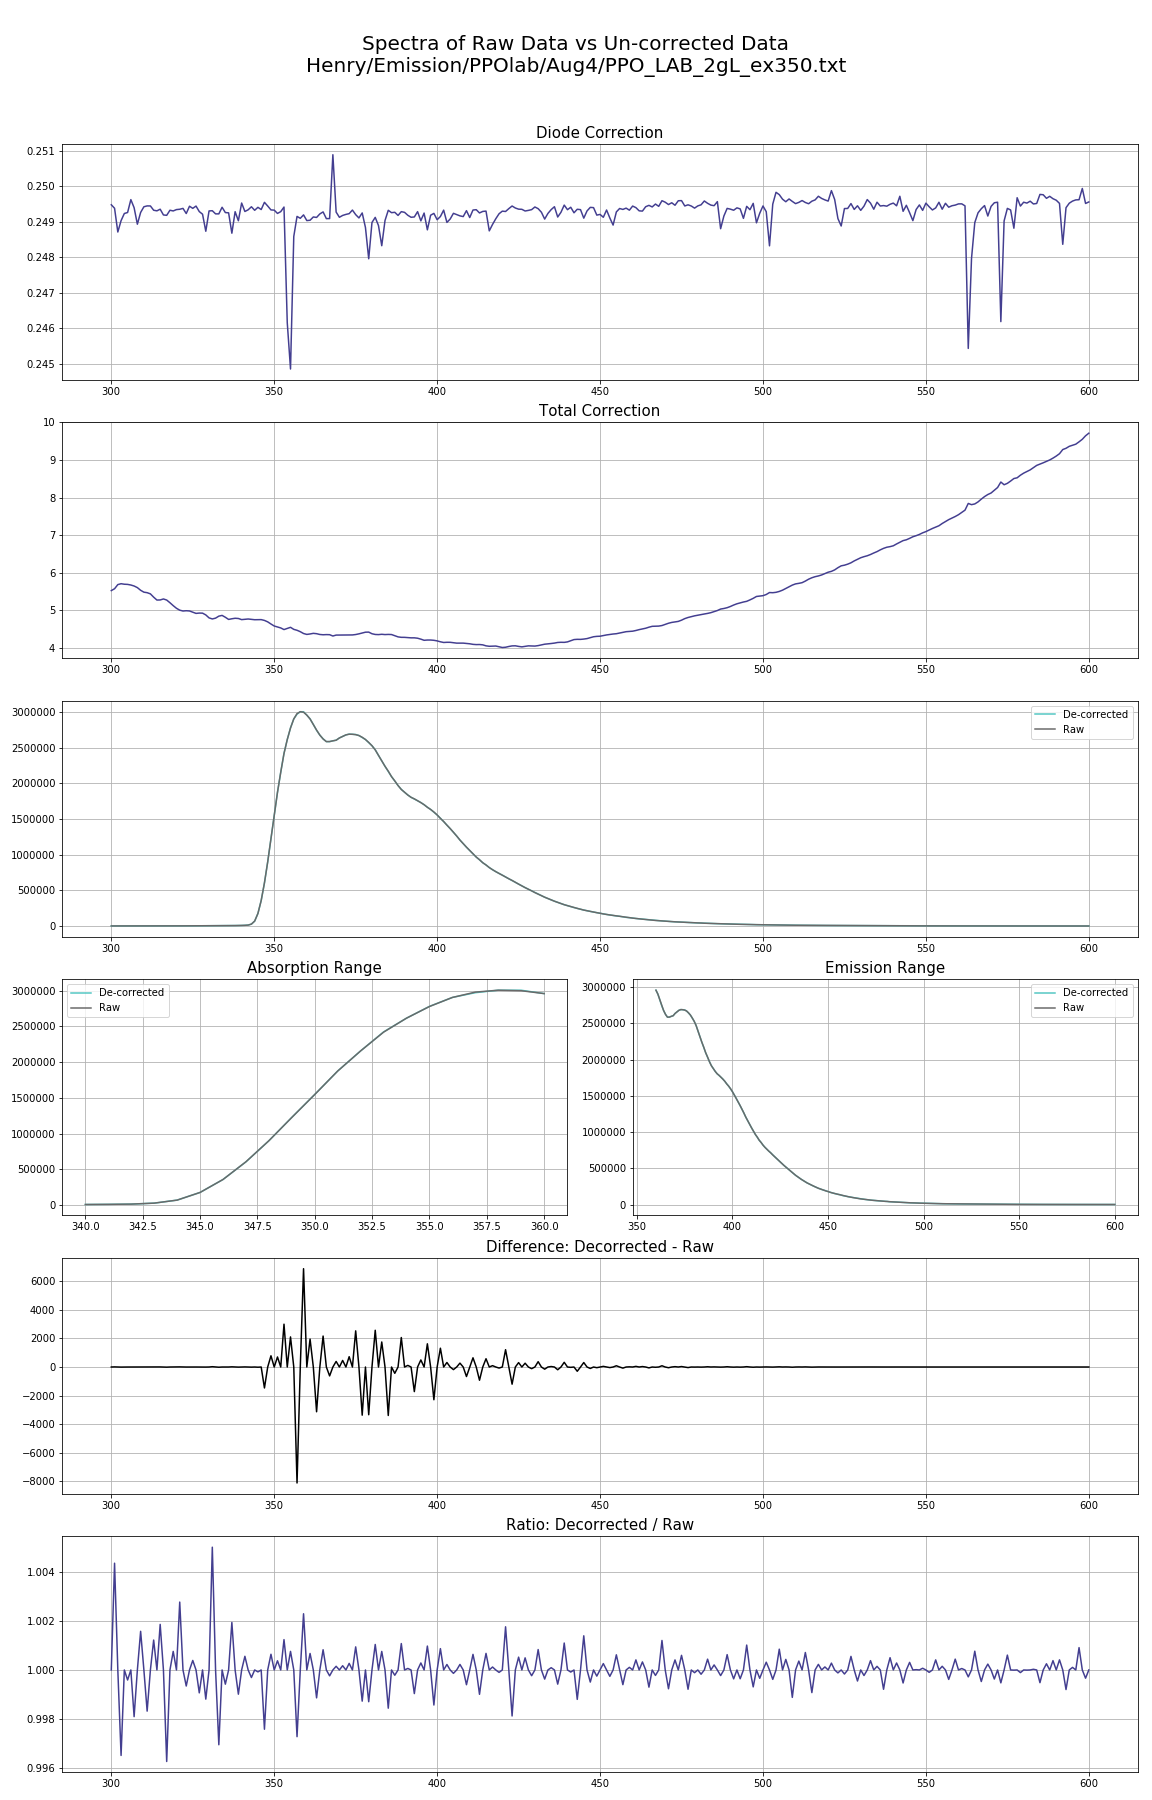 Spectra of Raw Data vs Un-corrected Data
Henry/Emission/PPOlab/Aug4/PPO_LAB_2gL_ex350.txt
Diode Correction
0.251
0.250
0.249
0.248
0.247
0.246
0.245
300 350 400 450 500 550 600
Total Correction
10
9
8
7
6
5
4
300 350 400 450 500 550 600
3000000
2500000
2000000
1500000
1000000
500000
0
De-corrected
Raw
300 350 400 450 500 550 600
Absorption Range
3000000
2500000
2000000
1500000
1000000
500000
0
De-corrected
Raw
340.0 342.5 345.0 347.5 350.0 352.5 355.0 357.5 360.0
Emission Range
3000000
2500000
2000000
1500000
1000000
500000
0
De-corrected
Raw
350 400 450 500 550 600
Difference: Decorrected - Raw
6000
4000
2000
0
−2000
−4000
−6000
−8000
300 350 400 450 500 550 600
Ratio: Decorrected / Raw
1.004
1.002
1.000
0.998
0.996
300 350 400 450 500 550 600